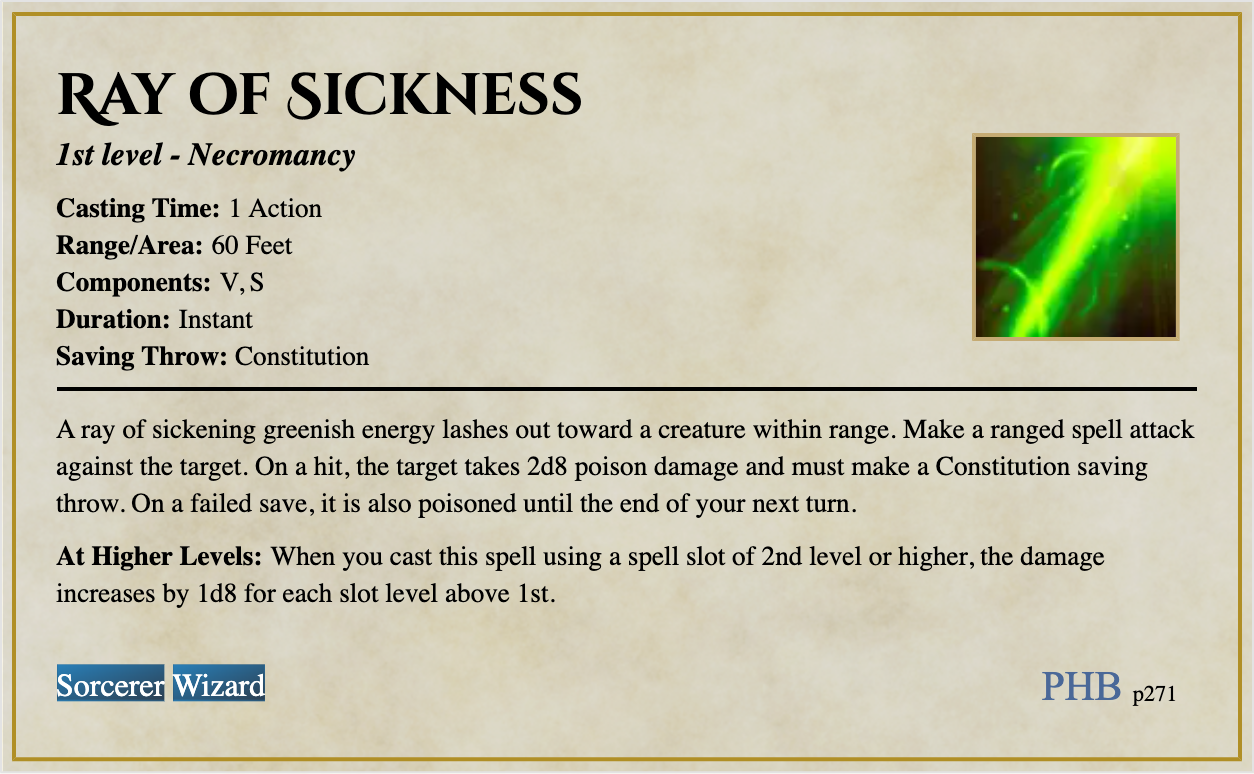 Ray of Sickness
1st level - Necromancy
Casting Time: 1 Action
Range/Area: 60 Feet
Components: V, S
Duration: Instant
Saving Throw: Constitution
A ray of sickening greenish energy lashes out toward a creature within range. Make a ranged spell attack
against the target. On a hit, the target takes 2d8 poison damage and must make a Constitution saving
throw. On a failed save, it is also poisoned until the end of your next turn.
At Higher Levels: When you cast this spell using a spell slot of 2nd level or higher, the damage
increases by 1d8 for each slot level above 1st.
Sorcerer Wizard PHB p271